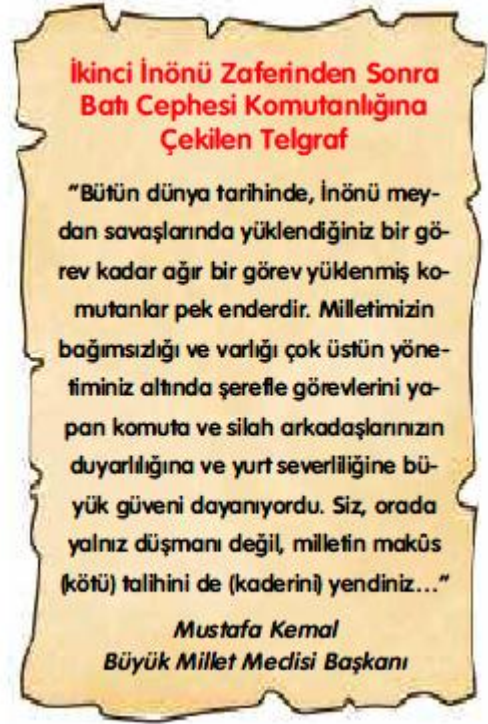 İkinci İnönü Zaferinden Sonra
Batı Cephesi Komutanlığına
Çekilen Telgraf
"Bütün dünya tarihinde, İnönü mey-
dan savaşlarında yüklendiğiniz bir gö-
rev kadar ağır bir görev yüklenmiş ko-
mutanlar pek enderdir. Milletimizin
bağımsızlığı ve varlığı çok üstün yöne-
timiniz altında şerefle görevlerini ya-
pan komuta ve silah arkadaşlarınızın
duyarlılığına ve yurt severliliğine bü-
yük güveni dayanıyordu. Siz, orada
yalnız düşmanı değil, milletin makûs
(kötü) talihini de (kaderini) yendiniz..."
Mustafa Kemal
Büyük Millet Meclisi Başkanı